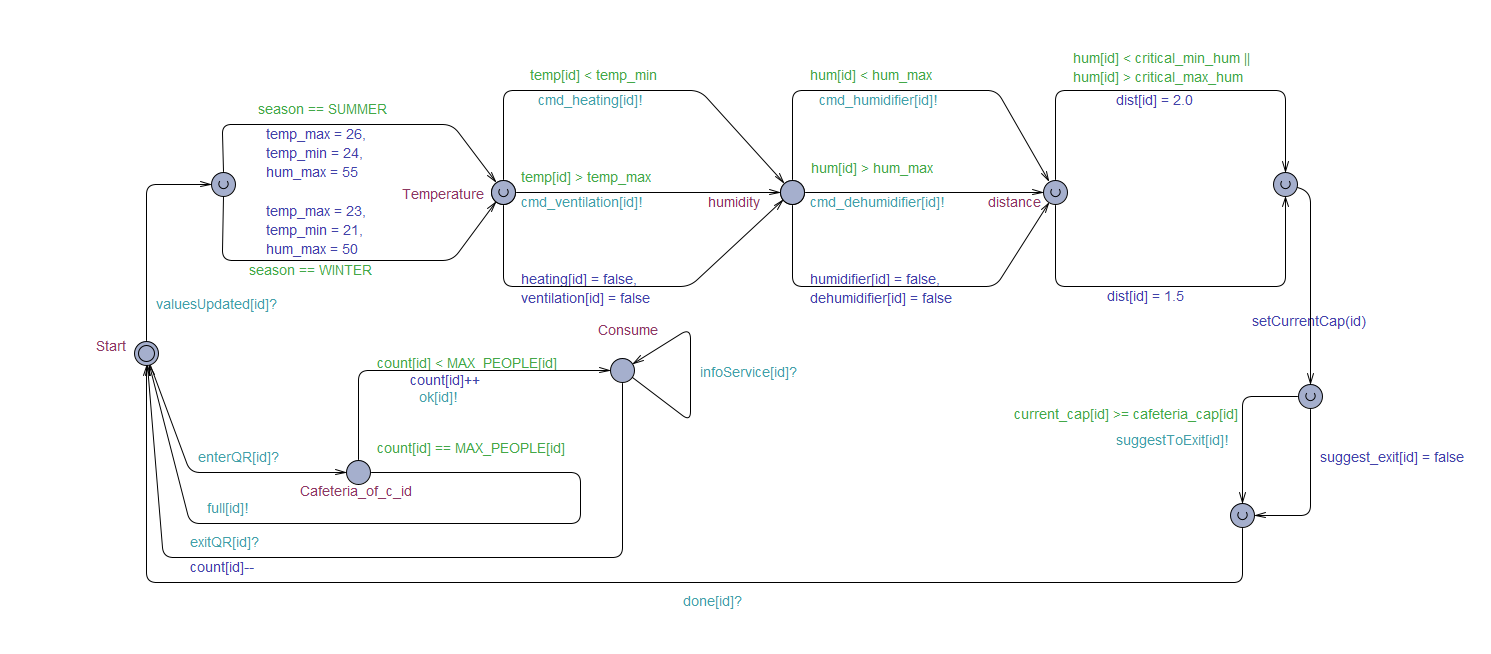 hum[id] < critical_min_hum ||
hum[id] > critical_max_hum
dist[id] = 2.0
temp[id] < temp_min
cmd_heating[id]!
hum[id] < hum_max
cmd_humidifier[id]!
season == SUMMER
temp_max = 26,
temp_min = 24,
hum_max = 55
Temperature
temp[id] > temp_max
cmd_ventilation[id]!
humidity
hum[id] > hum_max
cmd_dehumidifier[id]!
distance
temp_max = 23,
temp_min = 21,
hum_max = 50
season == WINTER
heating[id] = false,
ventilation[id] = false
humidifier[id] = false,
dehumidifier[id] = false
dist[id] = 1.5
valuesUpdated[id]?
setCurrentCap(id)
Start
Consume
count[id] < MAX_PEOPLE[id]
count[id]++
ok[id]!
infoService[id]?
current_cap[id] >= cafeteria_cap[id]
suggestToExit[id]!
suggest_exit[id] = false
count[id] == MAX_PEOPLE[id]
enterQR[id]?
Cafeteria_of_c_id
full[id]!
exitQR[id]?
count[id]--
done[id]?